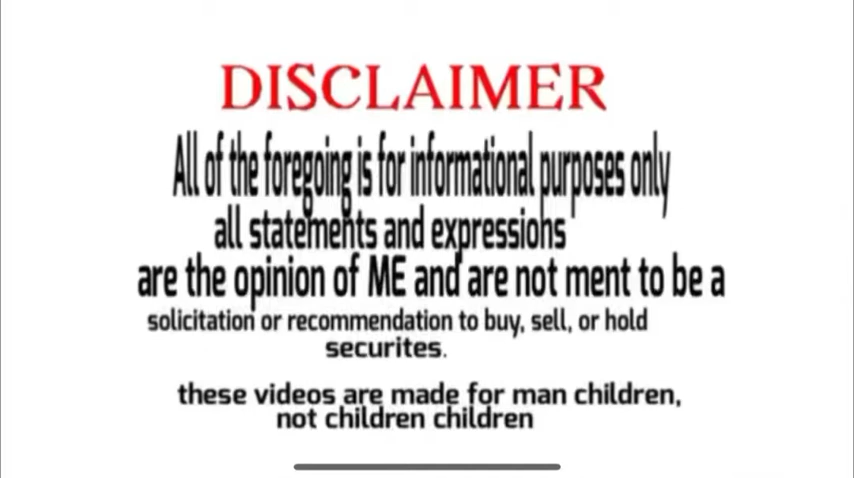 DISCLAIMER
All of the foregoing is for informational purposes only
all statements and expressions
are the opinion of ME and are not ment to be a
solicitation or recommendation to buy, sell, or hold
securites.
these videos are made for man children,
not children children